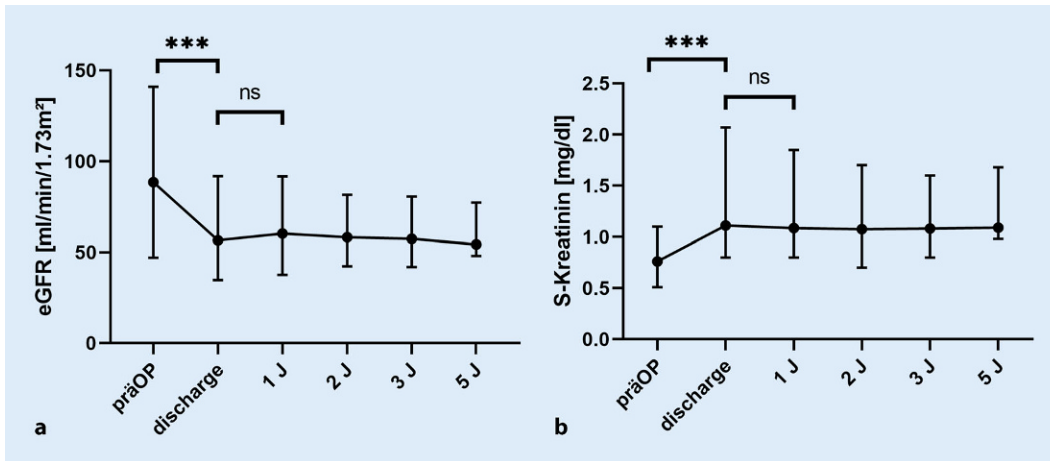 ***
ns
150
100
50
0
eGFR [ml/min/1.73m²]
präOP
discharge
1 J
2 J
3 J
5 J
a
***
ns
2.5
2.0
1.5
1.0
0.5
0.0
S-Kreatinin [mg/dl]
präOP
discharge
1 J
2 J
3 J
5 J
b